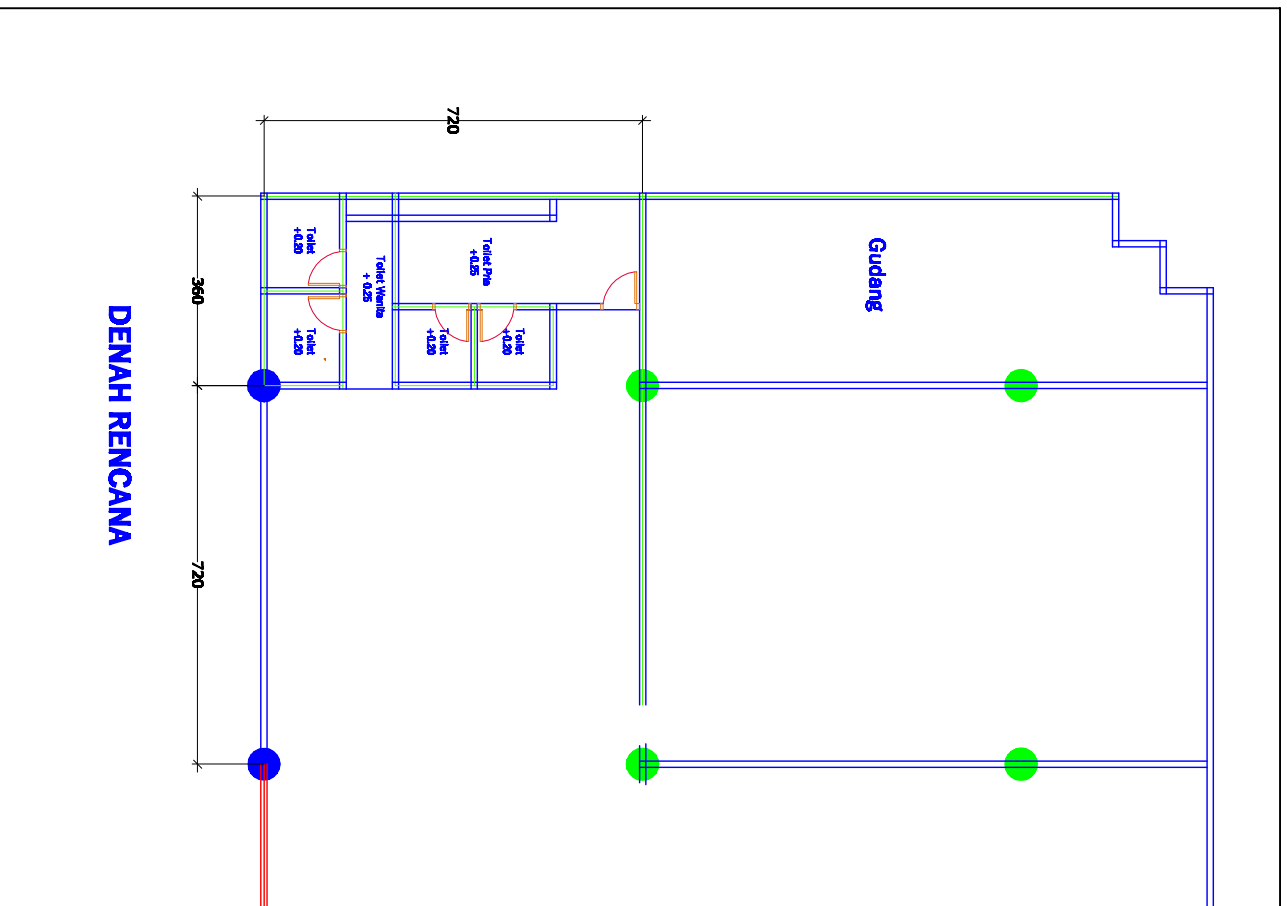 720
360
720
Gudang
Toilet
+0.20
Toilet
+0.20
Toilet Wanita
+ 0.25
Toilet Pria
+0.25
Toilet
+0.20
Toilet
+0.20
DENAH RENCANA